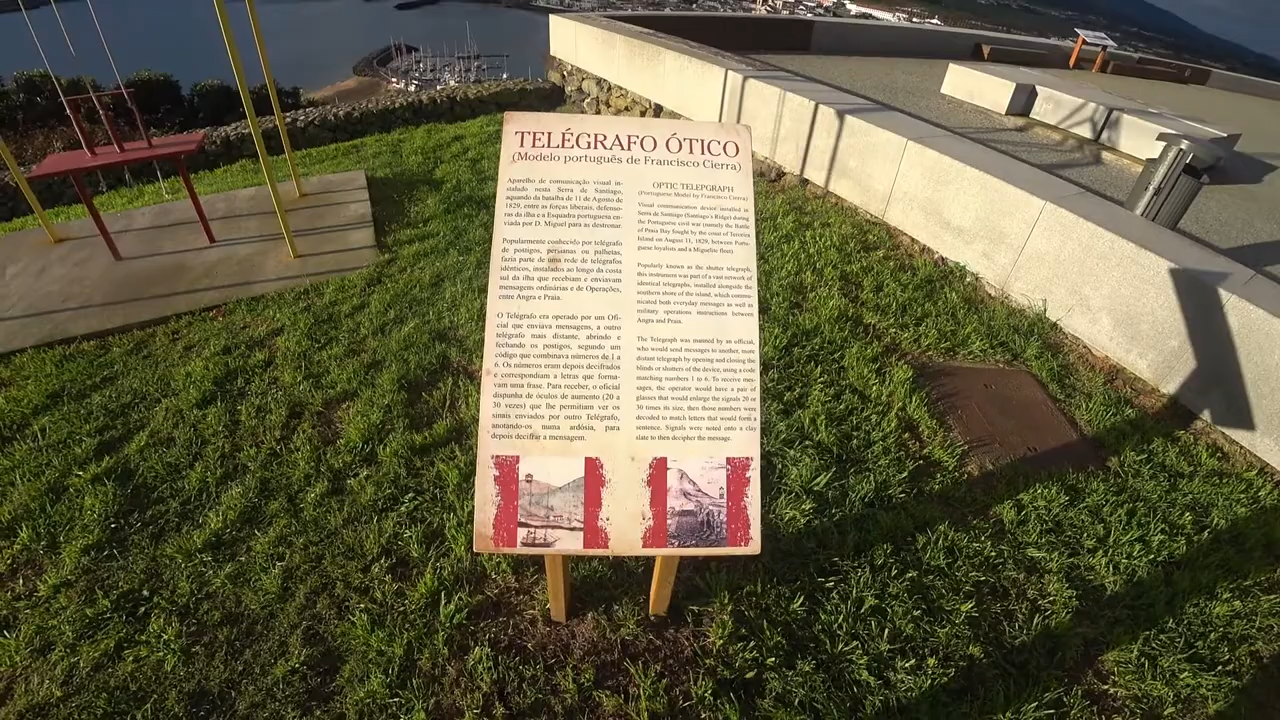 TELÉGRAFO ÓTICO
(Modelo português de Francisco Cierra)
Aparelho de comunicação visual ins-
talado nesta Serra de Santiago,
aquando da batalha de 11 de Agosto de
1829, entre as forças liberais, defenso-
ras da ilha e a Esquadra portuguesa en-
viada por D. Miguel para as destronar.
Popularmente conhecido por telégrafo
de postigos, persianas ou palhetas,
fazia parte de uma rede de telégrafos
idênticos, instalados ao longo da costa
sul da ilha que recebiam e enviavam
mensagens ordinárias e de Operações,
entre Angra e Praia.
O Telégrafo era operado por um Ofi-
cial que enviava mensagens, a outro
telégrafo mais distante, abrindo e
fechando os postigos, segundo um
código que combinava números de 1 a
6. Os números eram depois decifrados
e correspondiam a letras que forma-
vam uma frase. Para receber, o oficial
dispunha de óculos de aumento (20 a
30 vezes) que lhe permitiam ver os
sinais enviados por outro Telégrafo,
anotando-os numa ardósia, para
depois decifrar a mensagem.
OPTIC TELEPGRAPH
(Portuguese Model by Francisco Cierra)
Visual communication device installed in
Serra de Santiago (Santiago's Ridge) during
the Portuguese civil war (namely the Battle
of Praia Bay fought by the coast of Terceira
Island on August 11, 1829, between Portu-
guese loyalists and a Miguelite fleet).
Popularly known as the shutter telegraph,
this instrument was part of a vast network of
identical telegraphs, installed alongside the
southern shore of the island, which commu-
nicated both everyday messages as well as
military operations instructions between
Angra and Praia.
The Telegraph was manned by an official,
who would send messages to another, more
distant telegraph by opening and closing the
blinds or shutters of the device, using a code
matching numbers 1 to 6. To receive mes-
sages, the operator would have a pair of
glasses that would enlarge the signals 20 or
30 times its size, then those numbers were
decoded to match letters that would form a
sentence. Signals were noted onto a clay
slate to then decipher the message.